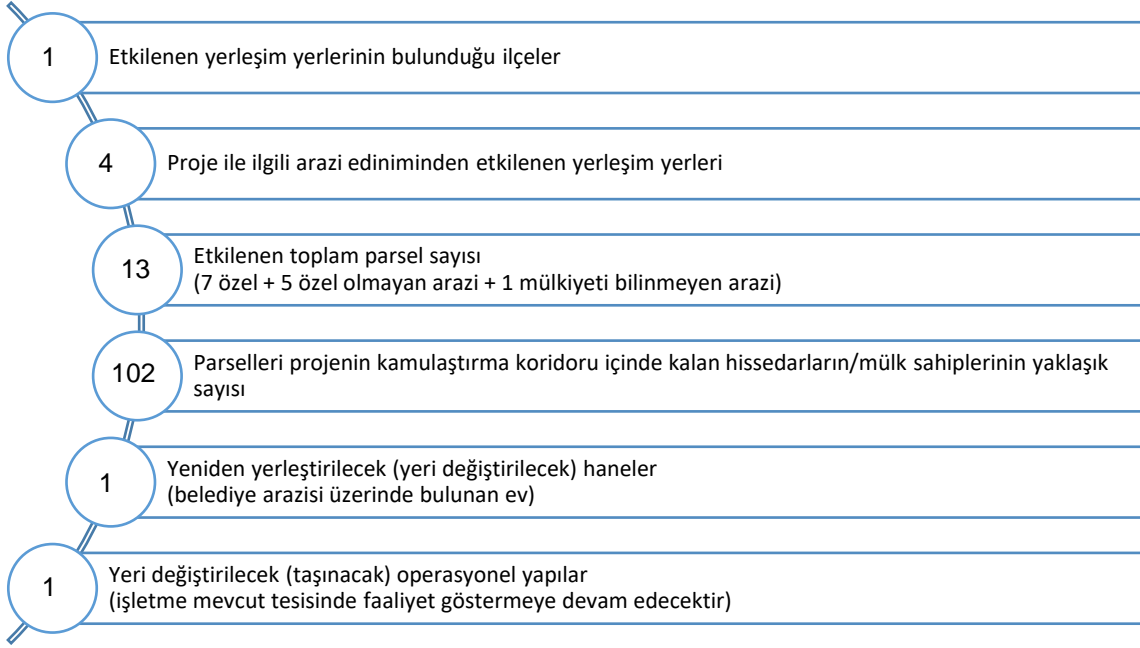 1
Etkilenen yerleşim yerlerinin bulunduğu ilçeler
4
Proje ile ilgili arazi ediniminden etkilenen yerleşim yerleri
13
Etkilenen toplam parsel sayısı
(7 özel + 5 özel olmayan arazi + 1 mülkiyeti bilinmeyen arazi)
102
Parselleri projenin kamulaştırma koridoru içinde kalan hissedarların/mülk sahiplerinin yaklaşık
sayısı
1
Yeniden yerleştirilecek (yeri değiştirilecek) haneler
(belediye arazisi üzerinde bulunan ev)
1
Yeri değiştirilecek (taşınacak) operasyonel yapılar
(işletme mevcut tesisinde faaliyet göstermeye devam edecektir)